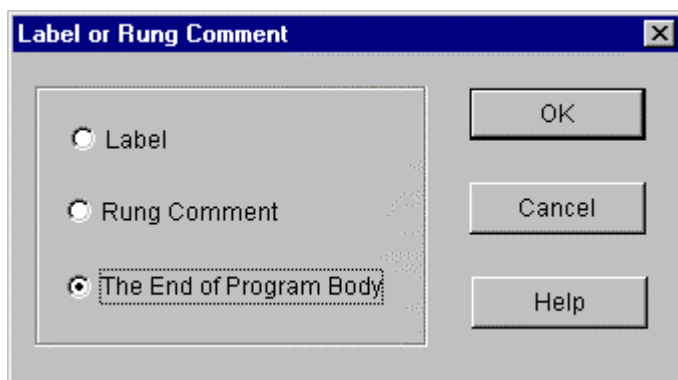 Label or Rung Comment
Label
OK
Rung Comment
Cancel
The End of Program Body
Help